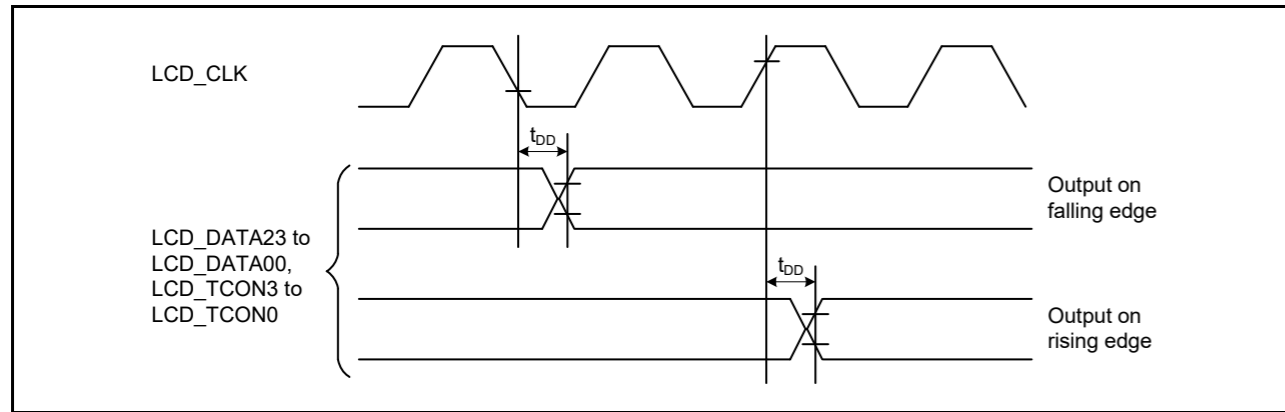 LCD_CLK
tDD
Output on
falling edge
LCD_DATA23 to
LCD_DATA00,
LCD_TCON3 to
LCD_TCON0
tDD
Output on
rising edge